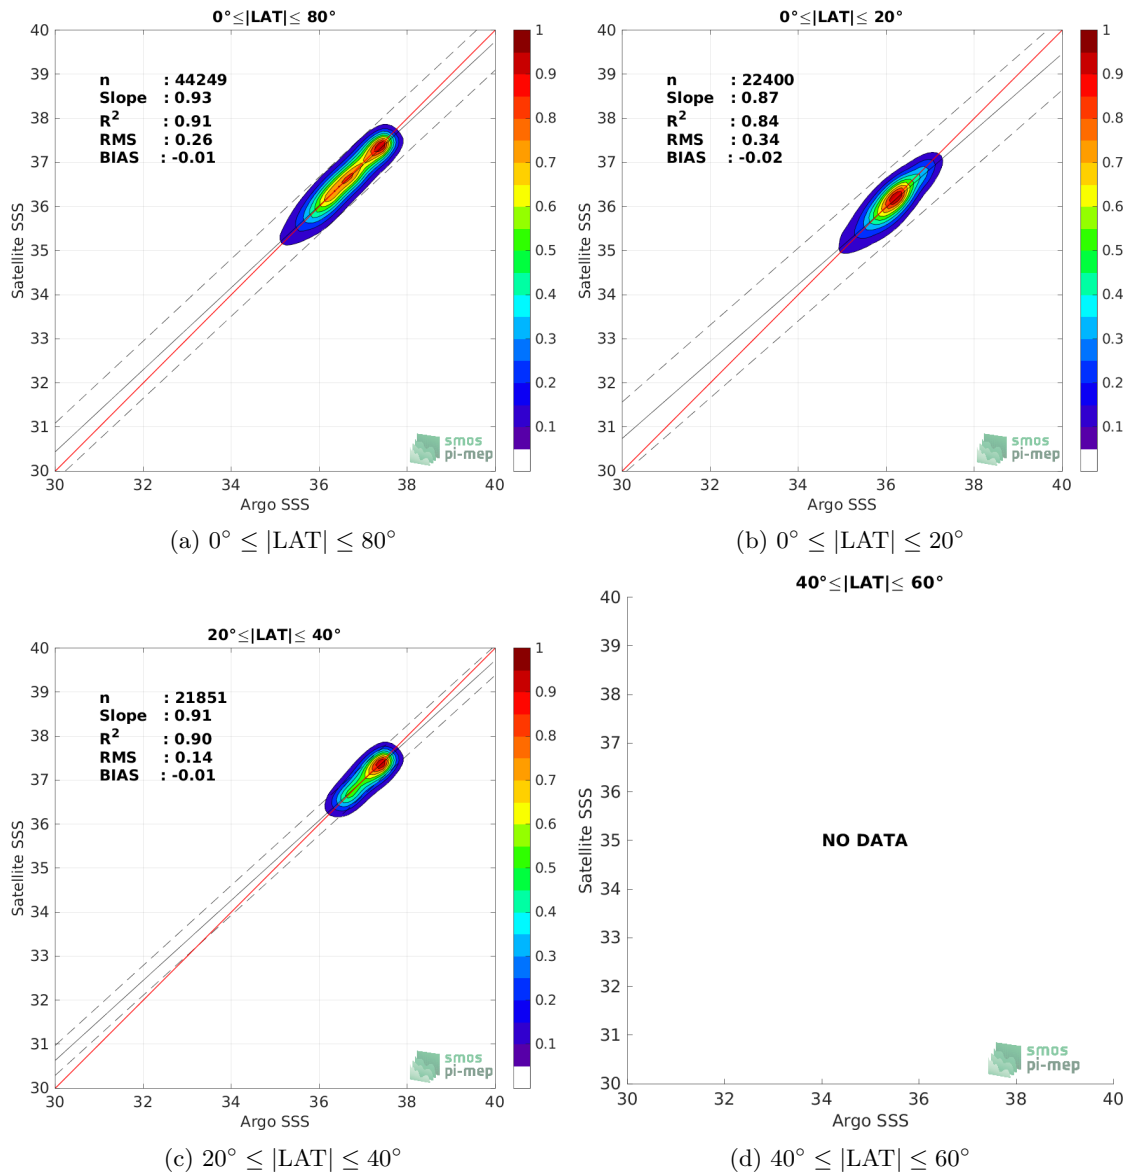 0°≤|LAT|≤ 80°
n : 44249
Slope : 0.93
R² : 0.91
RMS : 0.26
BIAS : -0.01
40
39
38
37
36
35
34
33
32
31
30
30 32 34 36 38 40
Satellite SSS
Argo SSS
1
0.9
0.8
0.7
0.6
0.5
0.4
0.3
0.2
0.1
smos
pi-mep
(a) 0° ≤ |LAT| ≤ 80°
0°≤|LAT|≤ 20°
n : 22400
Slope : 0.87
R² : 0.84
RMS : 0.34
BIAS : -0.02
40
39
38
37
36
35
34
33
32
31
30
30 32 34 36 38 40
Satellite SSS
Argo SSS
1
0.9
0.8
0.7
0.6
0.5
0.4
0.3
0.2
0.1
smos
pi-mep
(b) 0° ≤ |LAT| ≤ 20°
20°≤|LAT|≤ 40°
n : 21851
Slope : 0.91
R² : 0.90
RMS : 0.14
BIAS : -0.01
40
39
38
37
36
35
34
33
32
31
30
30 32 34 36 38 40
Satellite SSS
Argo SSS
1
0.9
0.8
0.7
0.6
0.5
0.4
0.3
0.2
0.1
smos
pi-mep
(c) 20° ≤ |LAT| ≤ 40°
40°≤|LAT|≤ 60°
40
39
38
37
36
35
34
33
32
31
30
30 32 34 36 38 40
Satellite SSS
Argo SSS
NO DATA
smos
pi-mep
(d) 40° ≤ |LAT| ≤ 60°